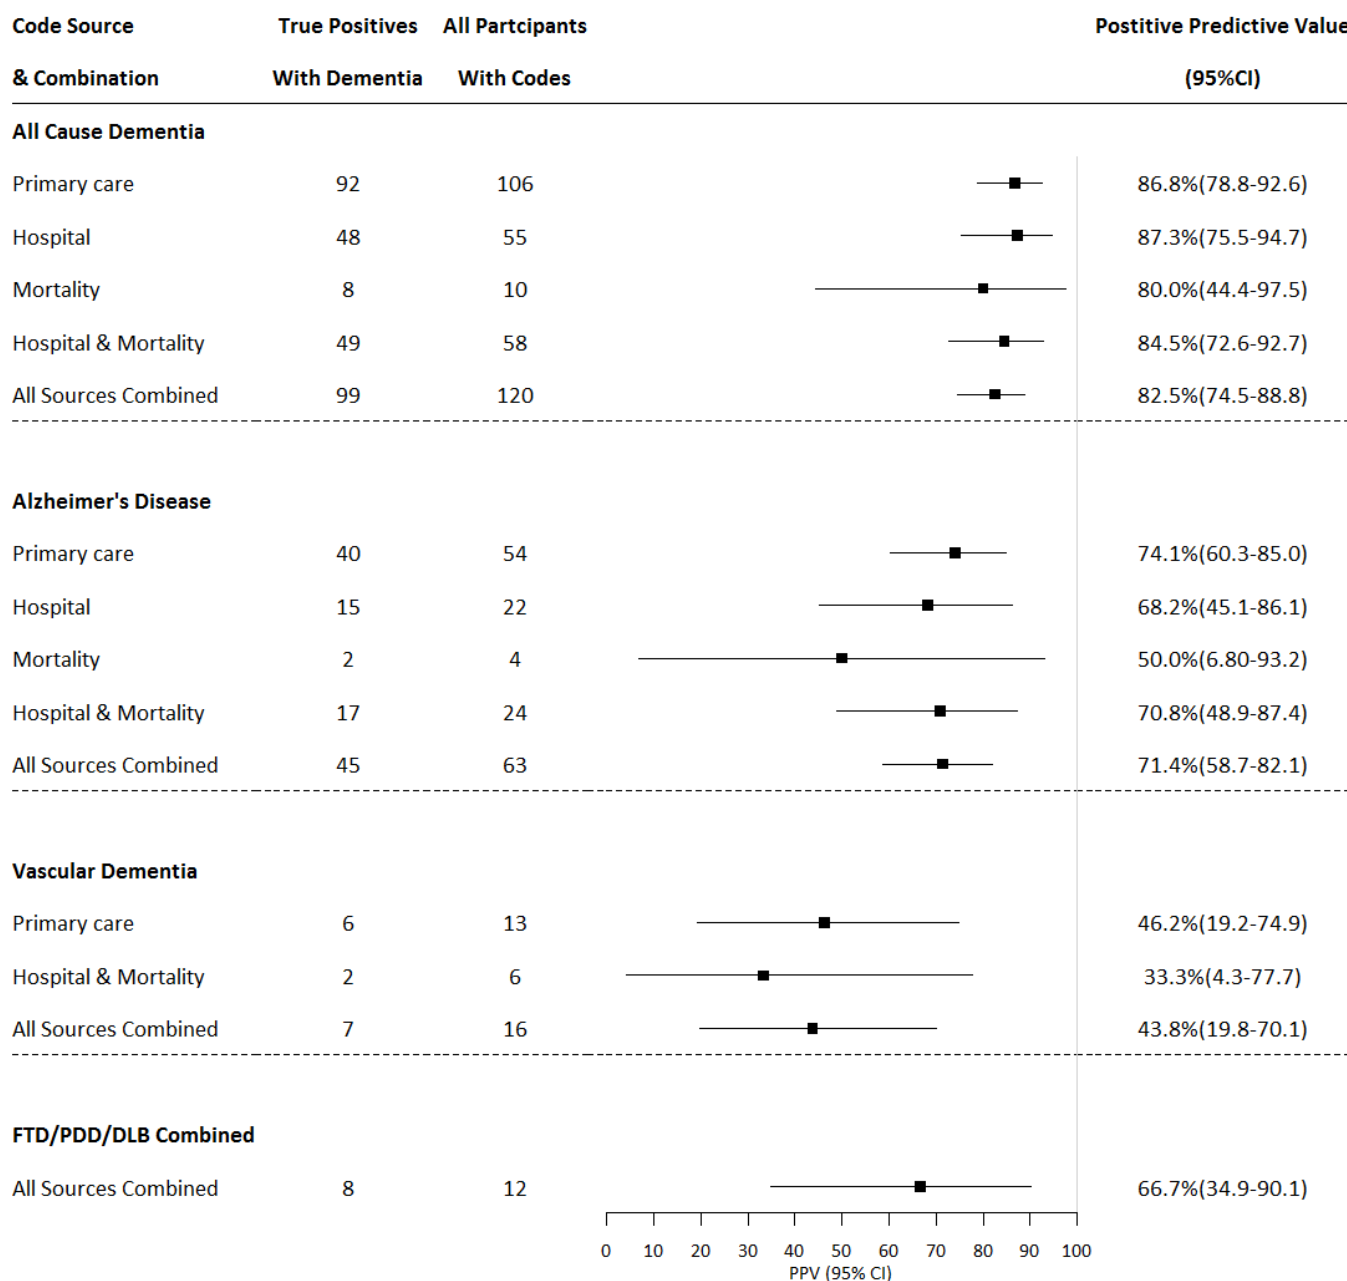 Code Source True Positives All Partcipants Postitive Predictive Value
& Combination With Dementia With Codes (95%CI)
All Cause Dementia
Primary care 92 106 86.8%(78.8-92.6)
Hospital 48 55 87.3%(75.5-94.7)
Mortality 8 10 80.0%(44.4-97.5)
Hospital & Mortality 49 58 84.5%(72.6-92.7)
All Sources Combined 99 120 82.5%(74.5-88.8)
Alzheimer's Disease
Primary care 40 54 74.1%(60.3-85.0)
Hospital 15 22 68.2%(45.1-86.1)
Mortality 2 4 50.0%(6.80-93.2)
Hospital & Mortality 17 24 70.8%(48.9-87.4)
All Sources Combined 45 63 71.4%(58.7-82.1)
Vascular Dementia
Primary care 6 13 46.2%(19.2-74.9)
Hospital & Mortality 2 6 33.3%(4.3-77.7)
All Sources Combined 7 16 43.8%(19.8-70.1)
FTD/PDD/DLB Combined
All Sources Combined 8 12 66.7%(34.9-90.1)
0 10 20 30 40 50 60 70 80 90 100
PPV (95% CI)